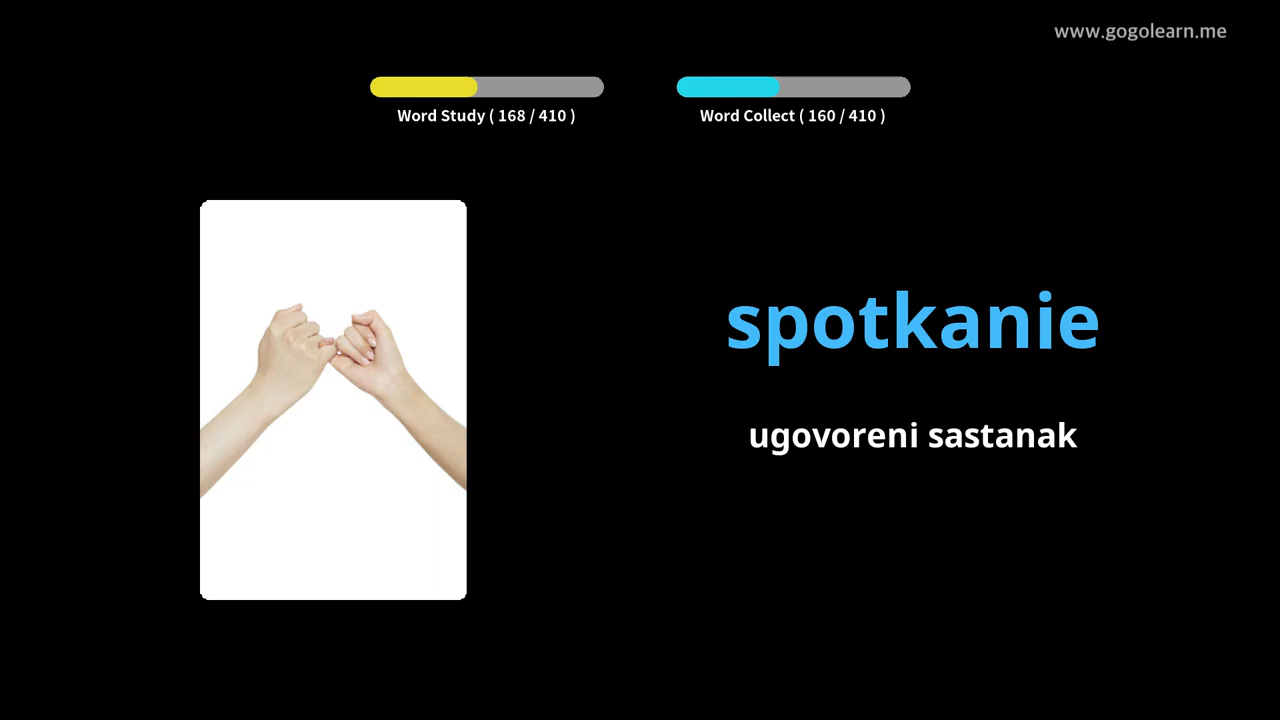 www.gogolearn.me
Word Study ( 168 / 410 )
Word Collect ( 160 / 410 )
spotkanie
ugovoreni sastanak